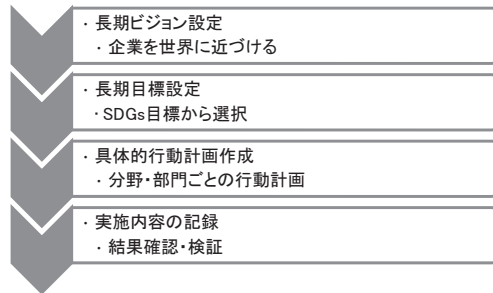 ・長期ビジョン設定
・企業を世界に近づける
・長期目標設定
・SDGs目標から選択
・具体的行動計画作成
・分野・部門ごとの行動計画
・実施内容の記録
・結果確認・検証